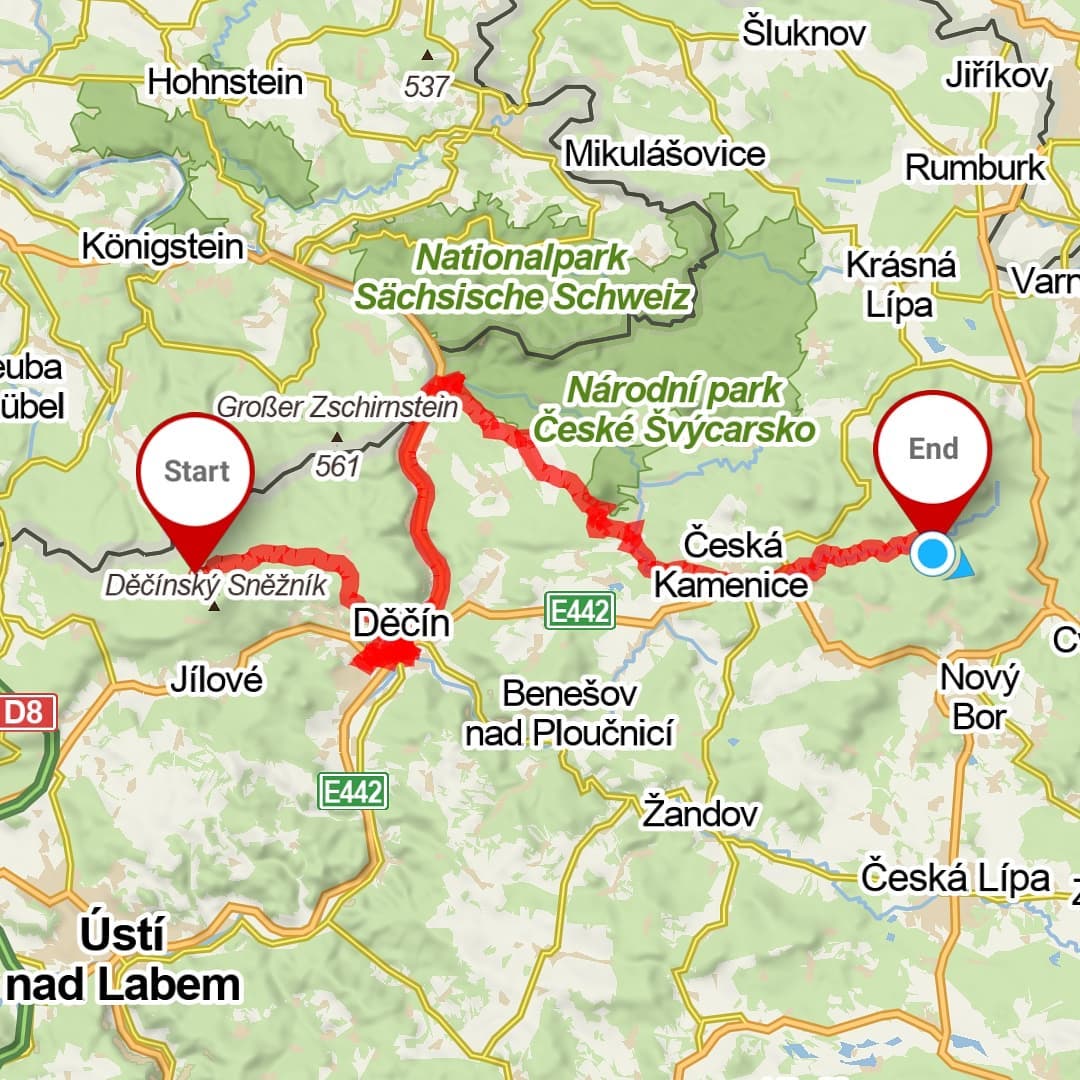 Šluknov
Hohnstein
537
Jiříkov
Mikulášovice
Rumburk
Königstein
Nationalpark
Sächsische Schweiz
Krásná
Lípa
Varn
euba
übel
Großer Zschirnstein
561
Národní park
České Švýcarsko
Start
End
Děčínský Sněžník
Česká
Kamenice
E442
Děčín
Jílové
Benešov
nad Ploučnicí
Nový
Bor
Cv
D8
E442
Žandov
Česká Lípa
Z
Ústí
nad Labem